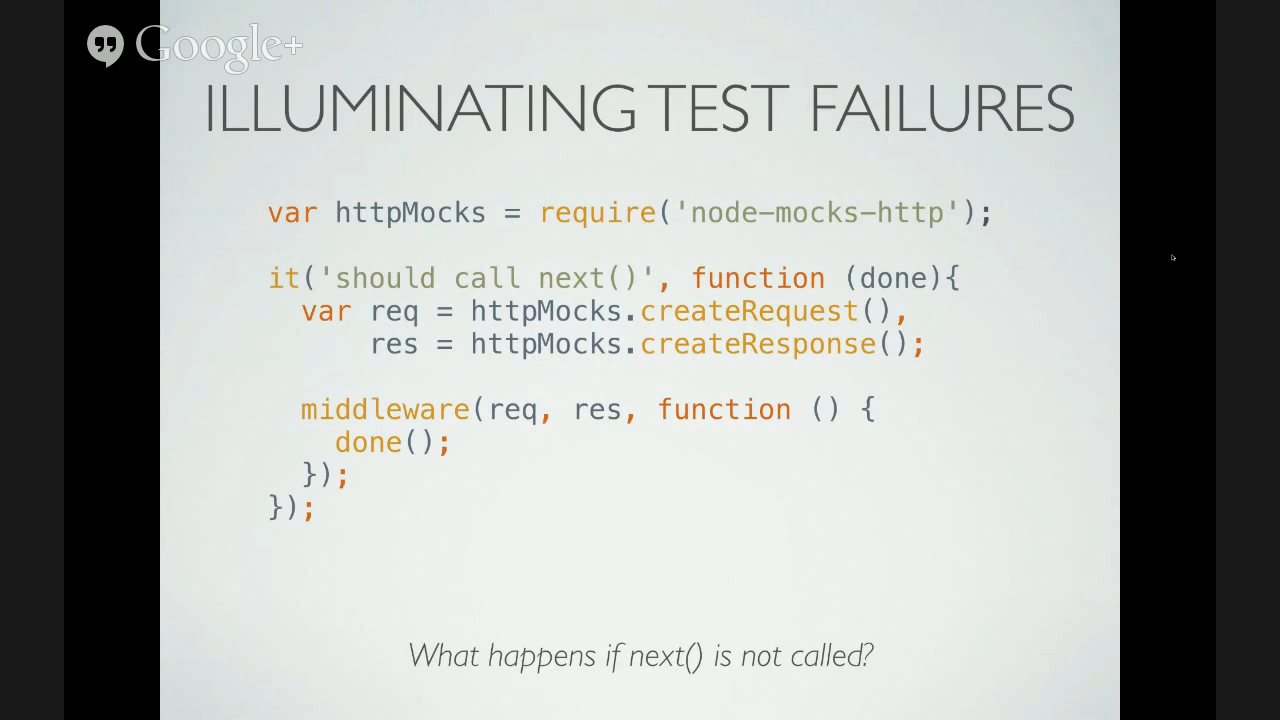 Google+
ILLUMINATING TEST FAILURES
var httpMocks = require('node-mocks-http');
it('should call next()', function (done){
var req = httpMocks.createRequest(),
res = httpMocks.createResponse();
middleware(req, res, function () {
done();
});
});
What happens if next() is not called?